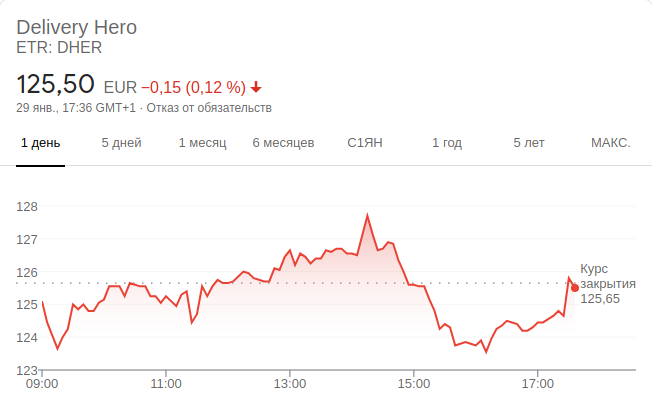 Delivery Hero
ETR: DHER
125,50 EUR −0,15 (0,12 %)
29 янв., 17:36 GMT+1 · Отказ от обязательств
1 день 5 дней 1 месяц 6 месяцев С1ЯН 1 год 5 лет МАКС.
128
127
126
125
124
123
Курс
закрытия
125,65
09:00 11:00 13:00 15:00 17:00